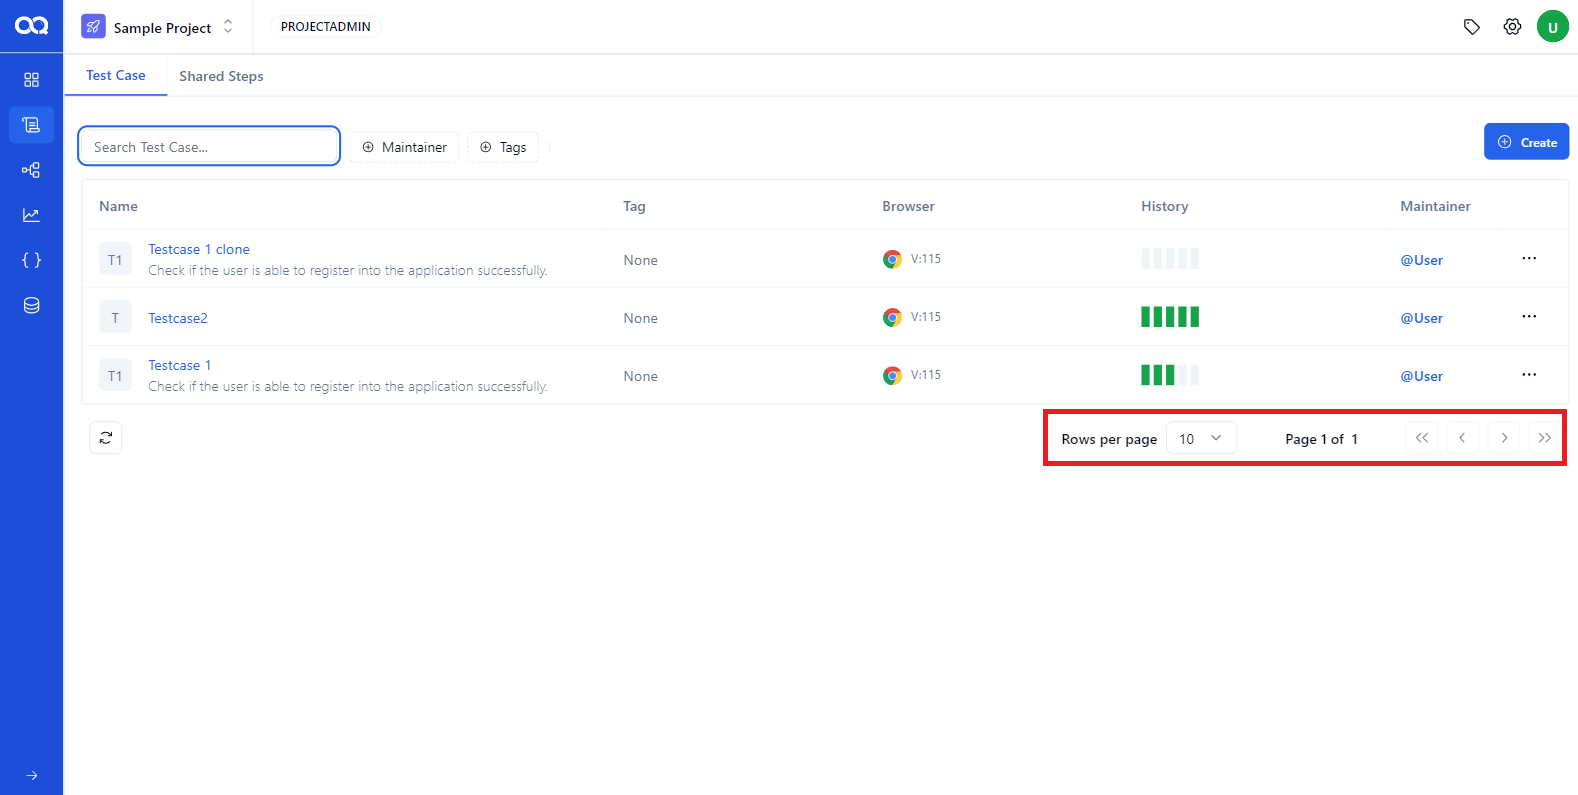 Sample Project
PROJECTADMIN
U
Test Case
Shared Steps
Search Test Case...
Maintainer
Tags
Create
Name Tag Browser History Maintainer
T1 Testcase 1 clone
Check if the user is able to register into the application successfully.
None V:115 @User
T Testcase2 None V:115 @User
T1 Testcase 1
Check if the user is able to register into the application successfully.
None V:115 @User
Rows per page 10 Page 1 of 1